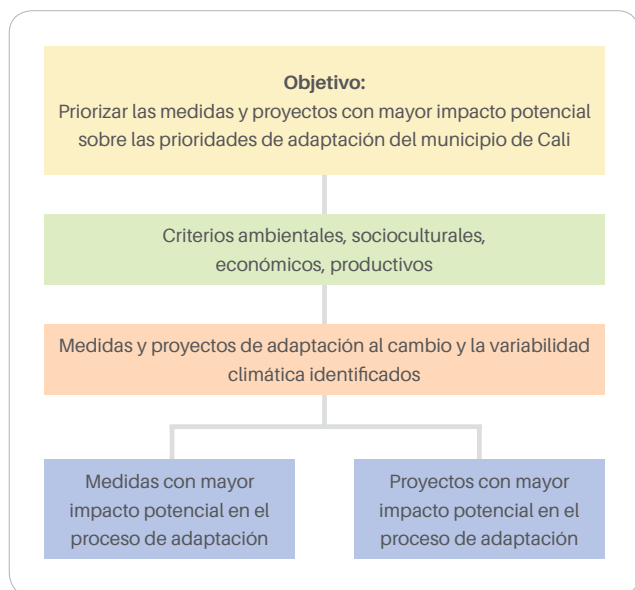 Objetivo:
Priorizar las medidas y proyectos con mayor impacto potencial
sobre las prioridades de adaptación del municipio de Cali
Criterios ambientales, socioculturales,
económicos, productivos
Medidas y proyectos de adaptación al cambio y la variabilidad
climática identificados
Medidas con mayor
impacto potencial en el
proceso de adaptación
Proyectos con mayor
impacto potencial en el
proceso de adaptación